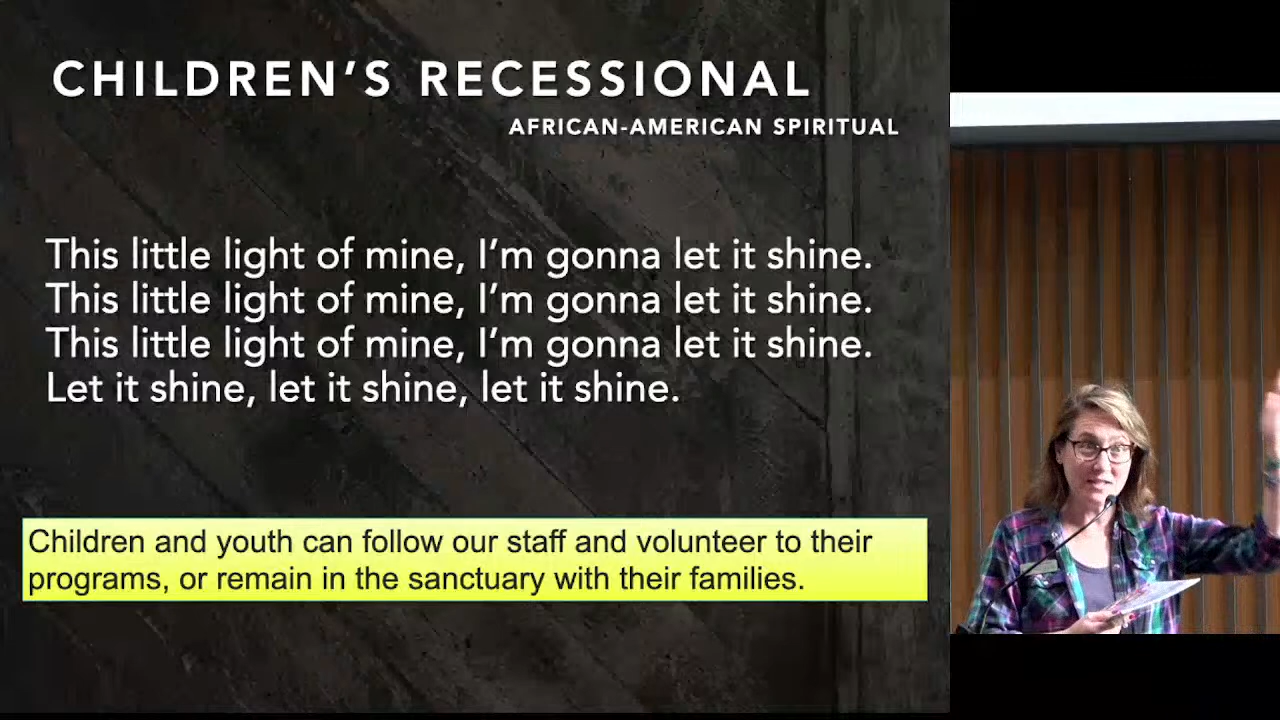 CHILDREN’S RECESSIONAL
AFRICAN-AMERICAN SPIRITUAL
This little light of mine, I’m gonna let it shine.
This little light of mine, I’m gonna let it shine.
This little light of mine, I’m gonna let it shine.
Let it shine, let it shine, let it shine.
Children and youth can follow our staff and volunteer to their
programs, or remain in the sanctuary with their families.